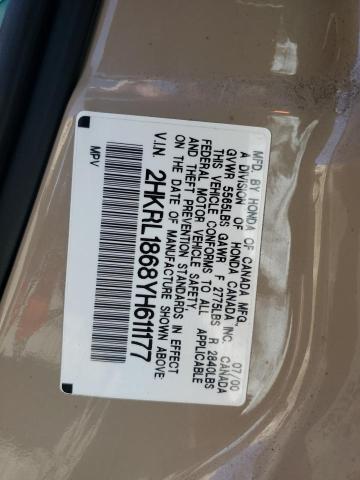 MFD. BY HONDA OF CANADA MFG.
A DIVISION OF HONDA CANADA INC. 07/00
GVWR 5565LBS GAWR F 2775LBS R 2840LBS
THIS VEHICLE CONFORMS TO ALL APPLICABLE
FEDERAL MOTOR VEHICLE SAFETY
AND THEFT PREVENTION STANDARDS IN EFFECT
ON THE DATE OF MANUFACTURE SHOWN ABOVE.
V.I.N. 2HKRL1868YH611177
MPV
CANADA